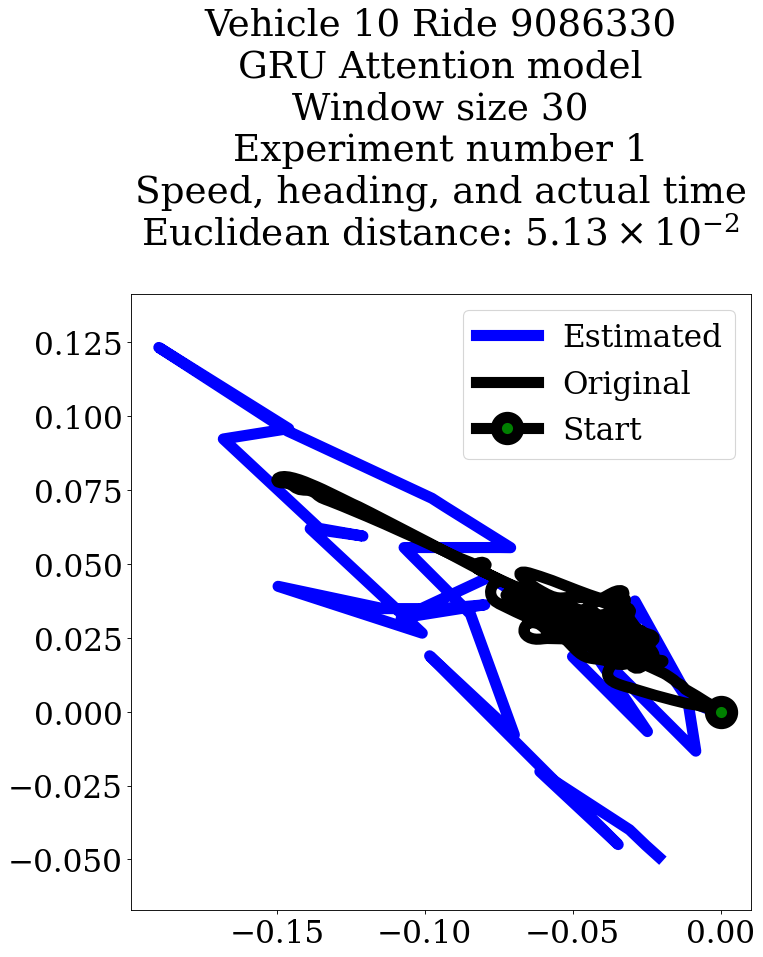 Vehicle 10 Ride 9086330
GRU Attention model
Window size 30
Experiment number 1
Speed, heading, and actual time
Euclidean distance: 5.13 × 10⁻²
Estimated
Original
Start
0.125
0.100
0.075
0.050
0.025
0.000
−0.025
−0.050
−0.15
−0.10
−0.05
0.00